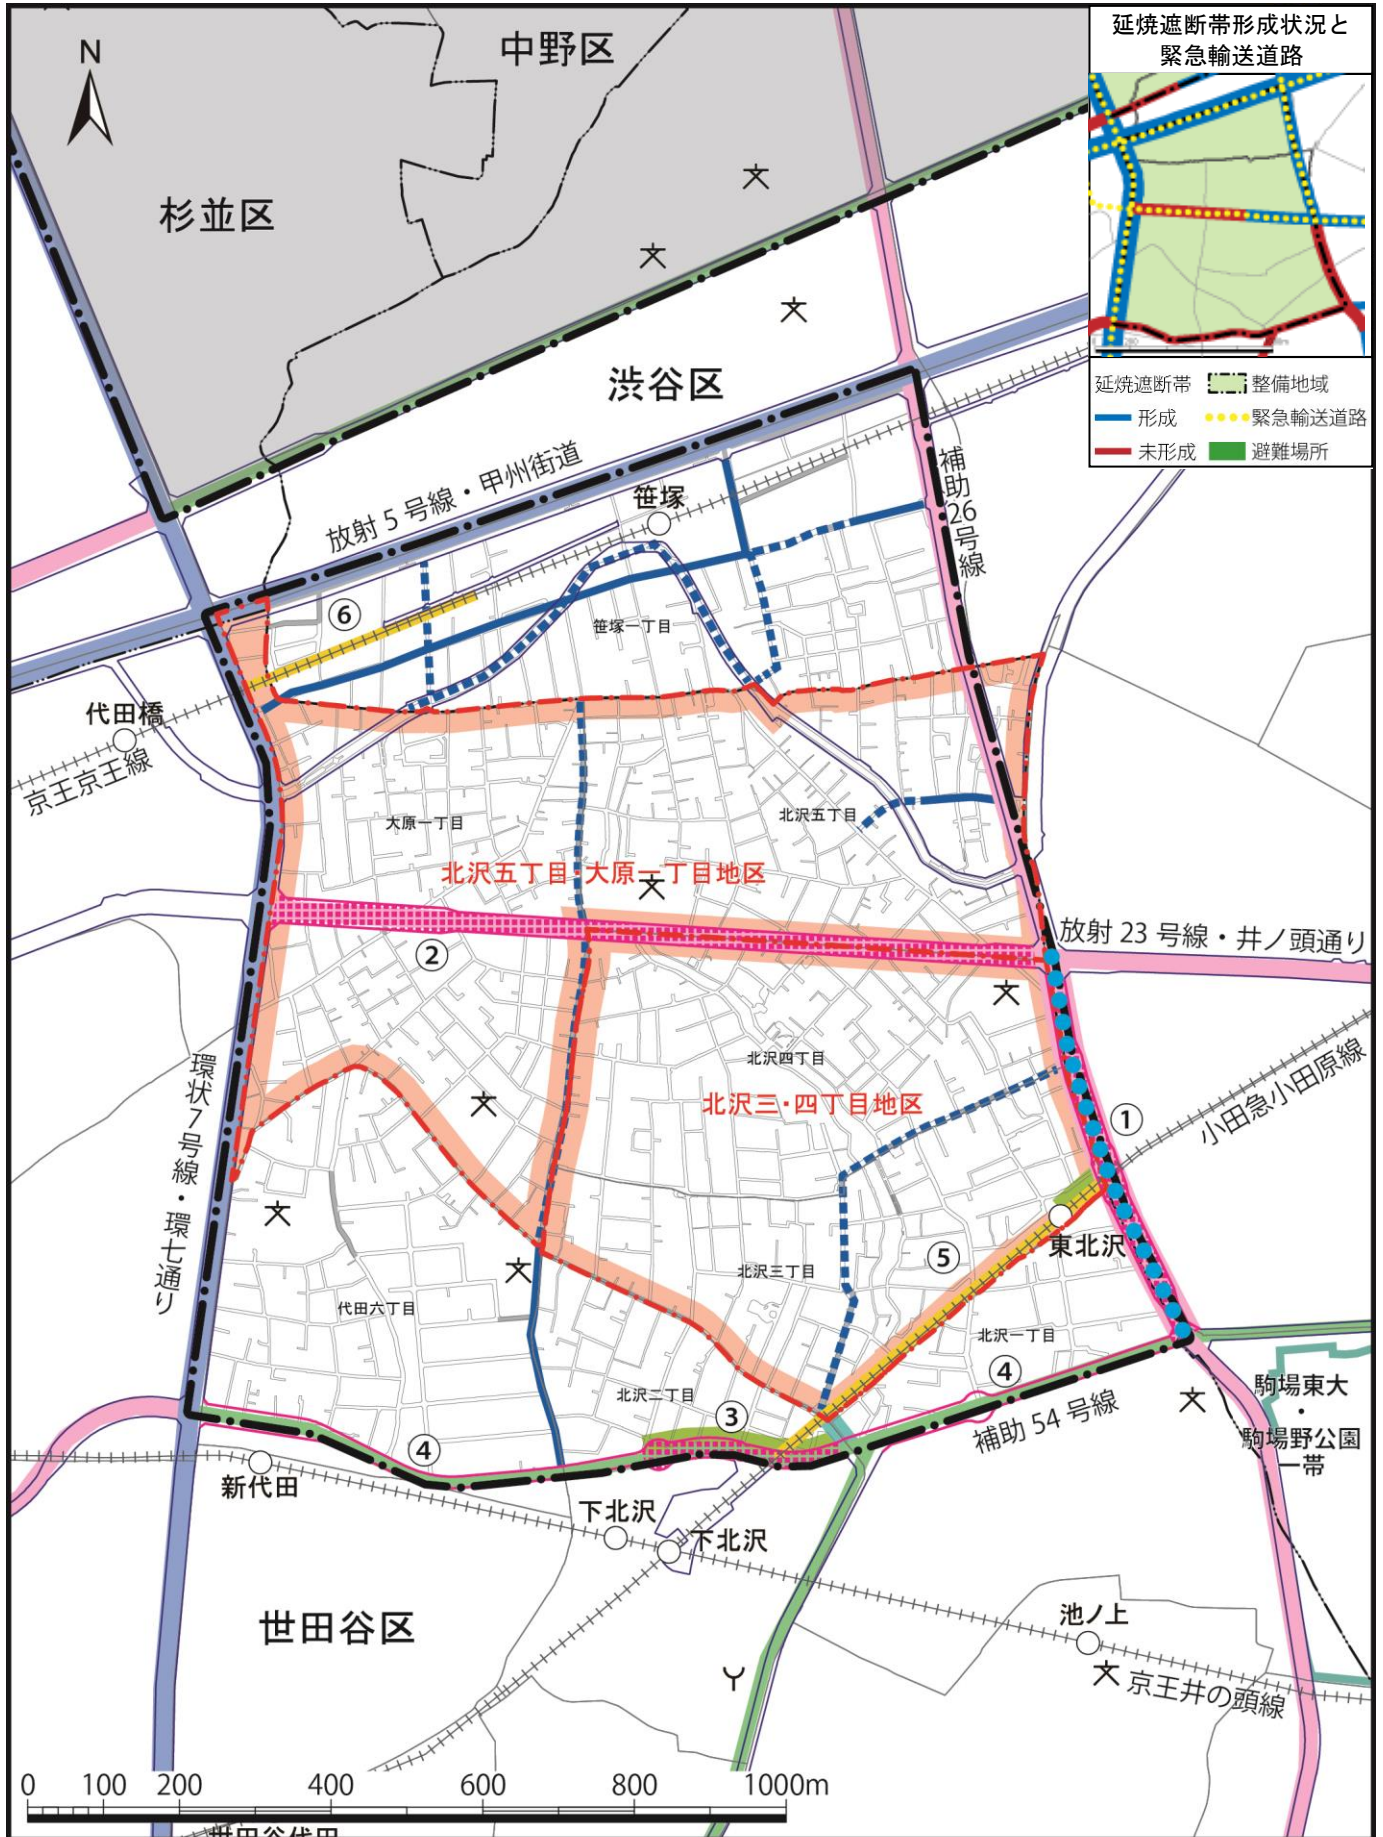 延焼遮断帯形成状況と
緊急輸送道路
延焼遮断帯
整備地域
形成
緊急輸送道路
未形成
避難場所
N
中野区
杉並区
渋谷区
放射5号線・甲州街道
笹塚
補助26号線
⑥
笹塚一丁目
代田橋
京王京王線
大原一丁目
北沢五丁目
北沢五丁目・大原一丁目地区
放射23号線・井ノ頭通り
②
北沢四丁目
北沢三・四丁目地区
環状7号線・環七通り
①
小田急小田原線
東北沢
⑤
北沢三丁目
代田六丁目
北沢一丁目
北沢二丁目
④
③
④
補助54号線
駒場東大
・
駒場野公園
一帯
新代田
下北沢
下北沢
世田谷区
池ノ上
京王井の頭線
0 100 200 400 600 800 1000m
世田谷代田